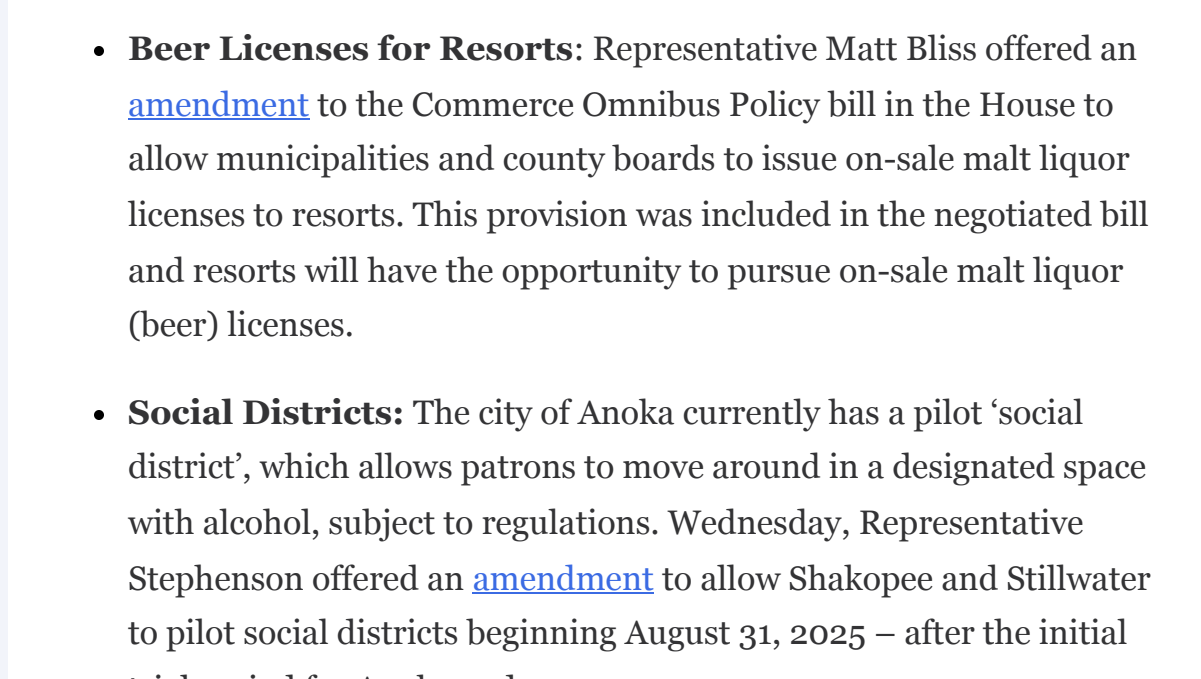 Beer Licenses for Resorts: Representative Matt Bliss offered an
amendment to the Commerce Omnibus Policy bill in the House to
allow municipalities and county boards to issue on-sale malt liquor
licenses to resorts. This provision was included in the negotiated bill
and resorts will have the opportunity to pursue on-sale malt liquor
(beer) licenses.
Social Districts: The city of Anoka currently has a pilot ‘social
district’, which allows patrons to move around in a designated space
with alcohol, subject to regulations. Wednesday, Representative
Stephenson offered an amendment to allow Shakopee and Stillwater
to pilot social districts beginning August 31, 2025 – after the initial